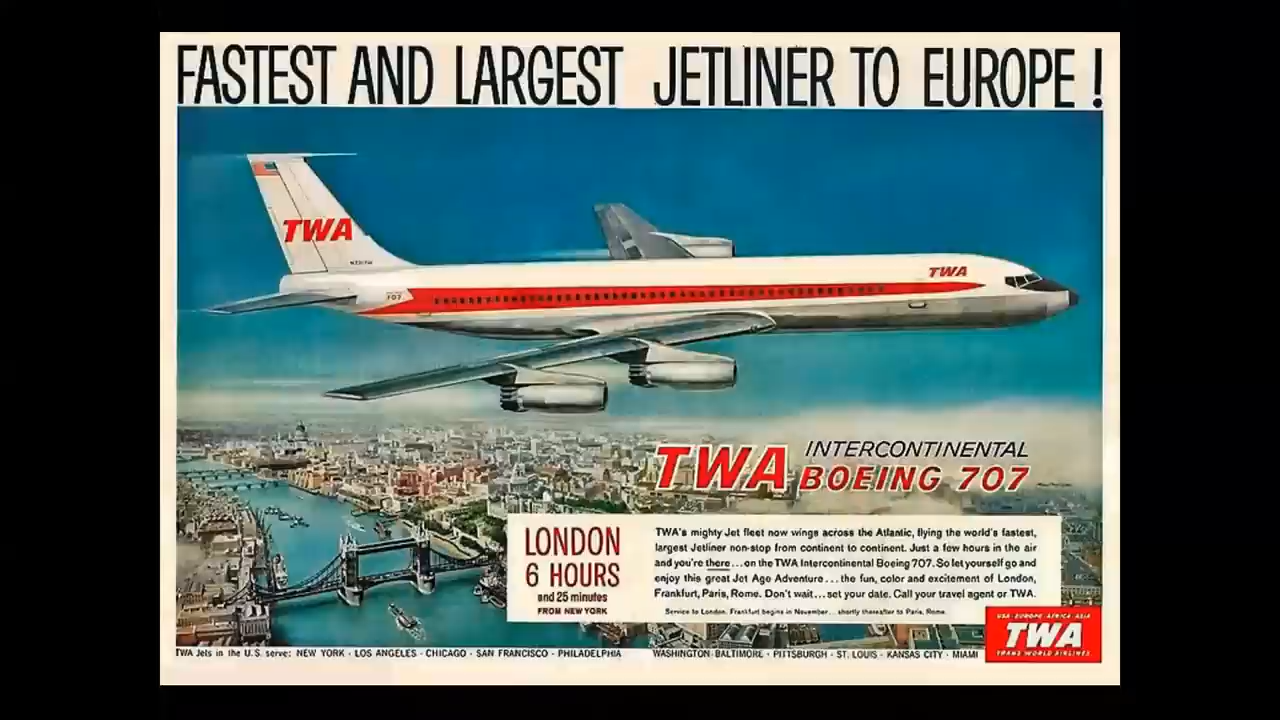 FASTEST AND LARGEST JETLINER TO EUROPE !
TWA
TWA
707
TWA INTERCONTINENTAL
BOEING 707
LONDON
6 HOURS
and 25 minutes
FROM NEW YORK
TWA's mighty Jet fleet now wings across the Atlantic, flying the world's fastest,
largest Jetliner non-stop from continent to continent. Just a few hours in the air
and you're there...on the TWA Intercontinental Boeing 707. So let yourself go and
enjoy this great Jet Age Adventure...the fun, color and excitement of London,
Frankfurt, Paris, Rome. Don't wait...set your date. Call your travel agent or TWA.
Service to London, Frankfurt begins in November...shortly thereafter to Paris, Rome.
USA·EUROPE·AFRICA·ASIA
TWA
TRANS WORLD AIRLINES
TWA Jets in the U.S. serve: NEW YORK · LOS ANGELES · CHICAGO · SAN FRANCISCO · PHILADELPHIA WASHINGTON-BALTIMORE · PITTSBURGH · ST. LOUIS · KANSAS CITY · MIAMI